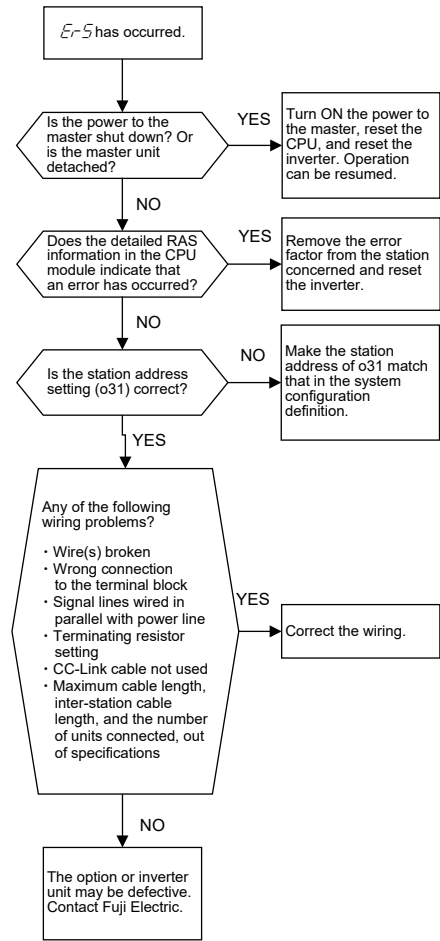 Er5 has occurred.
Is the power to the
master shut down? Or
is the master unit
detached?
YES
Turn ON the power to
the master, reset the
CPU, and reset the
inverter. Operation
can be resumed.
NO
Does the detailed RAS
information in the CPU
module indicate that
an error has occurred?
YES
Remove the error
factor from the station
concerned and reset
the inverter.
NO
Is the station address
setting (o31) correct?
NO
Make the station
address of o31 match
that in the system
configuration
definition.
YES
Any of the following
wiring problems?
・Wire(s) broken
・Wrong connection
to the terminal block
・Signal lines wired in
parallel with power line
・Terminating resistor
setting
・CC-Link cable not used
・Maximum cable length,
inter-station cable
length, and the number
of units connected, out
of specifications
YES
Correct the wiring.
NO
The option or inverter
unit may be defective.
Contact Fuji Electric.